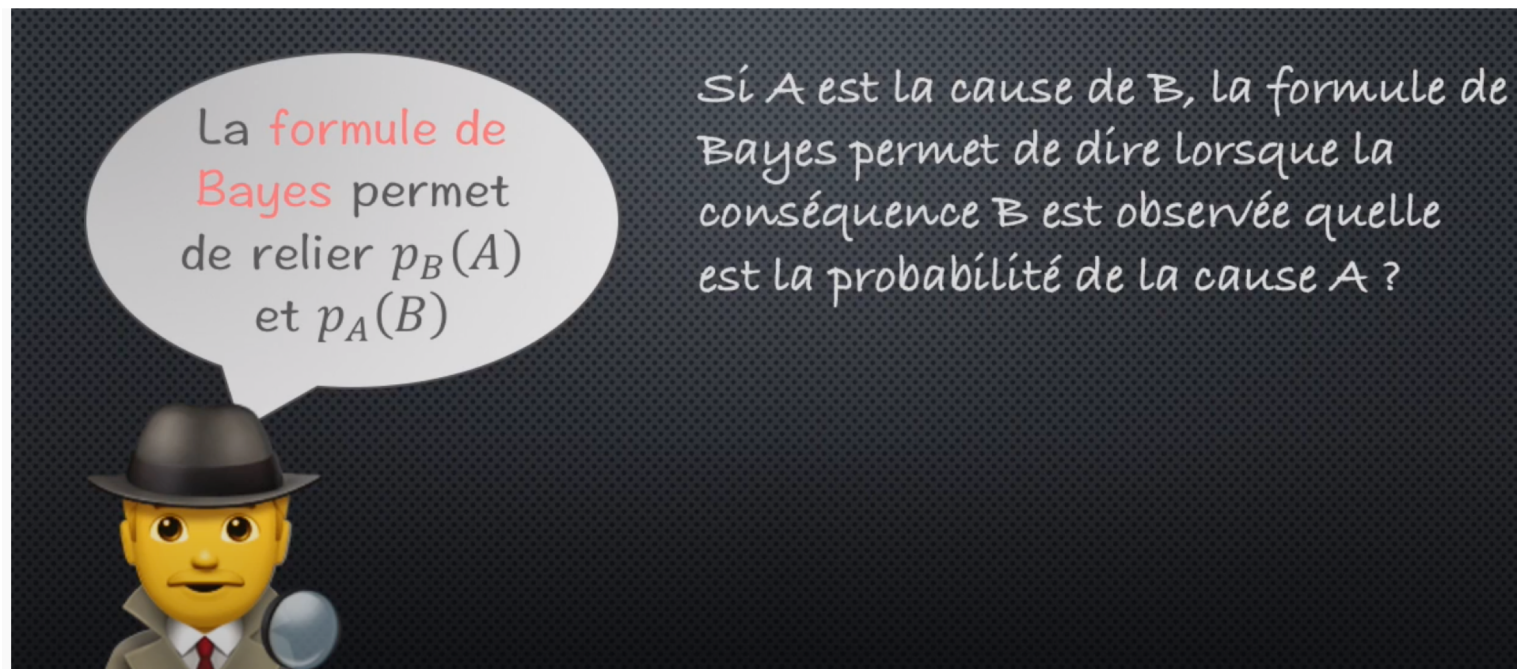 La formule de
Bayes permet
de relier p_B(A)
et p_A(B)
Si A est la cause de B, la formule de
Bayes permet de dire lorsque la
conséquence B est observée quelle
est la probabilité de la cause A ?